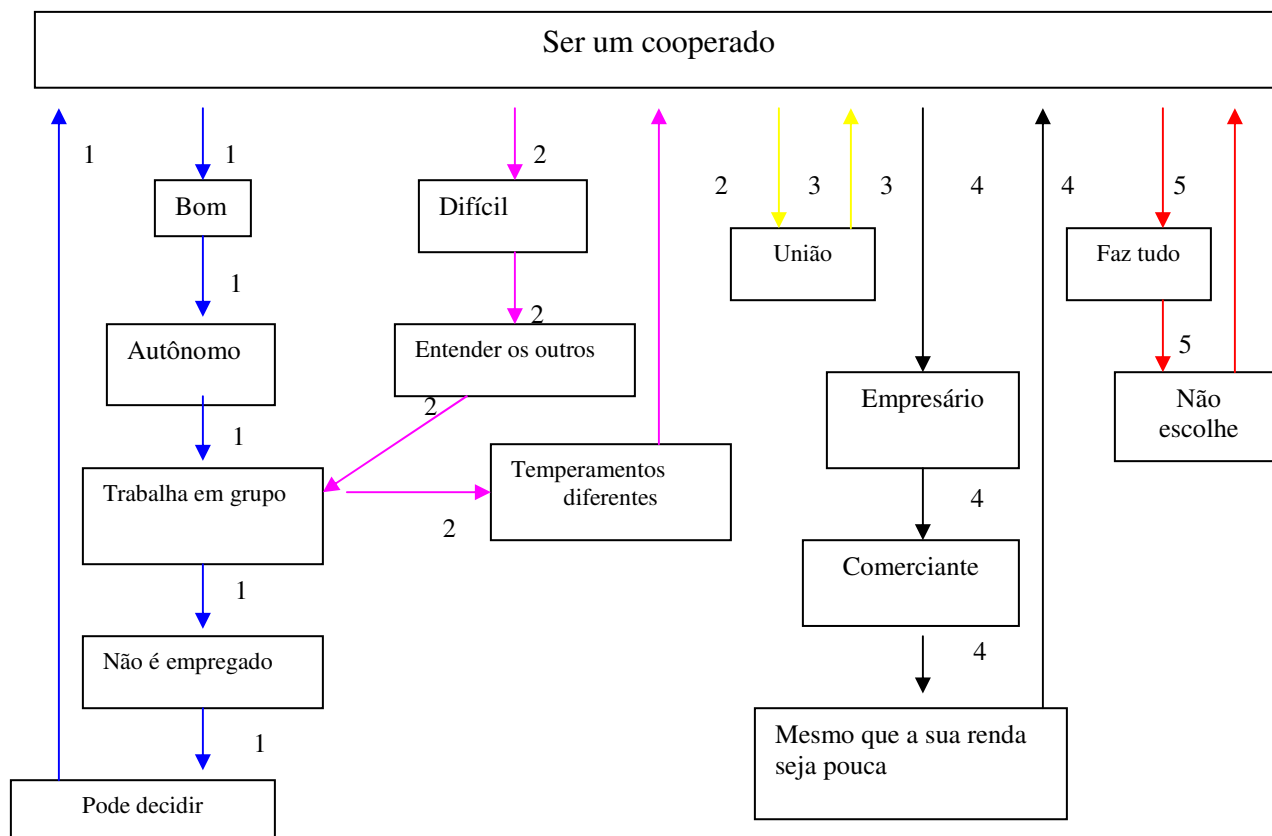 Ser um cooperado
1
1
2
2
3
3
4
4
5
Bom
Difícil
União
Faz tudo
1
2
5
Autônomo
Entender os outros
Empresário
Não
escolhe
1
2
Trabalha em grupo
2
Temperamentos
diferentes
4
Comerciante
1
4
Não é empregado
1
Mesmo que a sua renda
seja pouca
Pode decidir